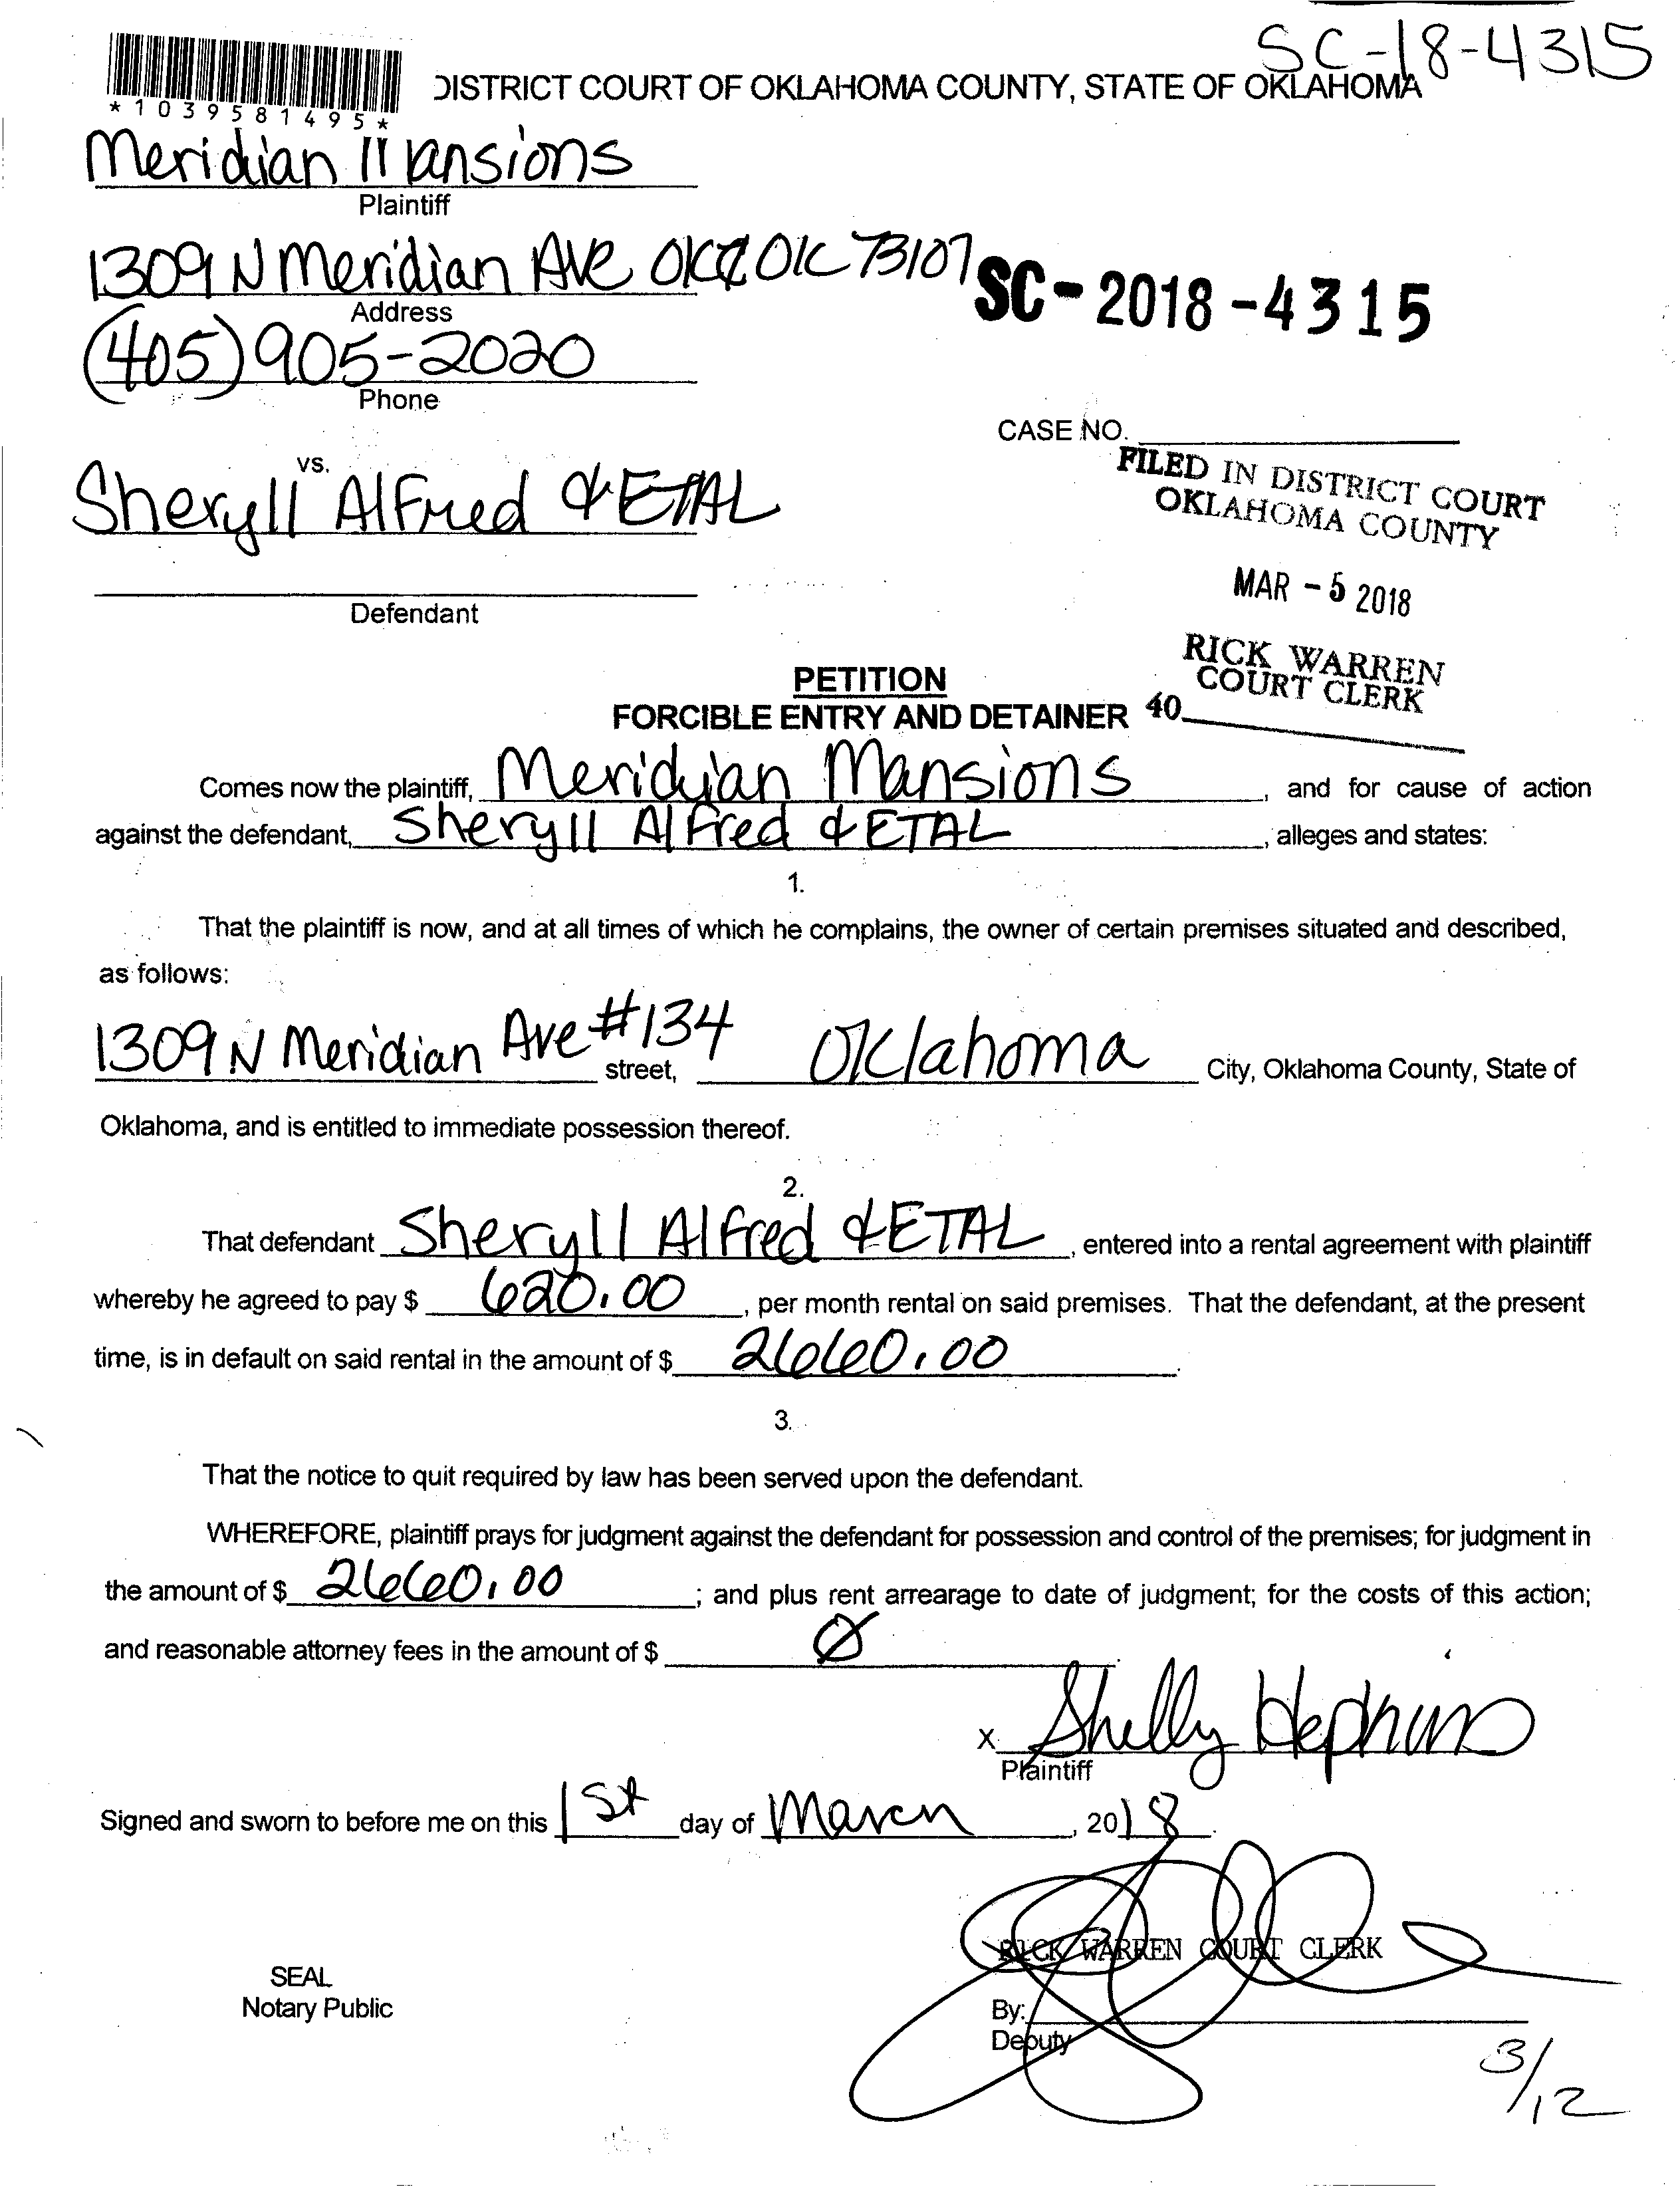 SC-18-4315
*1039581495*
DISTRICT COURT OF OKLAHOMA COUNTY, STATE OF OKLAHOMA
Meridian Mansions
Plaintiff
1309 N Meridian Ave OKC OK 73107
SC-2018-4315
Address
(405) 905-2020
Phone
CASE NO.
vs.
Sheryll Alfred & ETAL
FILED IN DISTRICT COURT
OKLAHOMA COUNTY
MAR - 5 2018
Defendant
RICK WARREN
COURT CLERK
40
PETITION
FORCIBLE ENTRY AND DETAINER
Comes now the plaintiff, Meridian Mansions, and for cause of action
against the defendant, Sheryll Alfred & ETAL, alleges and states:
1.
That the plaintiff is now, and at all times of which he complains, the owner of certain premises situated and described,
as follows:
1309 N Meridian Ave #134 street, Oklahoma City, Oklahoma County, State of
Oklahoma, and is entitled to immediate possession thereof.
2.
That defendant Sheryll Alfred & ETAL, entered into a rental agreement with plaintiff
whereby he agreed to pay $ 620.00, per month rental on said premises. That the defendant, at the present
time, is in default on said rental in the amount of $ 2660.00.
3.
That the notice to quit required by law has been served upon the defendant.
WHEREFORE, plaintiff prays for judgment against the defendant for possession and control of the premises; for judgment in
the amount of $ 2660.00; and plus rent arrearage to date of judgment; for the costs of this action;
and reasonable attorney fees in the amount of $ Ø.
X Shelly
Plaintiff
Signed and sworn to before me on this 1st day of March, 2018.
RICK WARREN COURT CLERK
SEAL
Notary Public
By:
Deputy
3/12